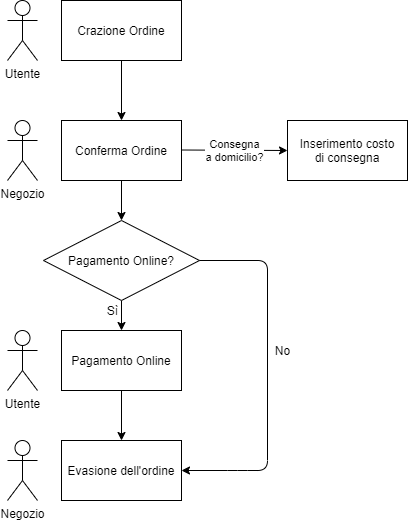 Crazione Ordine
Utente
Conferma Ordine
Consegna
a domicilio?
Inserimento costo
di consegna
Negozio
Pagamento Online?
Sì
No
Pagamento Online
Utente
Evasione dell'ordine
Negozio